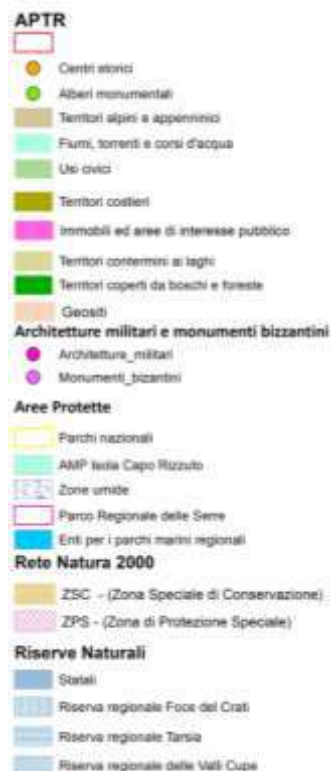 APTR
Centri storici
Alberi monumentali
Territori alpini e appenninici
Fiumi, torrenti e corsi d'acqua
Usi civici
Territori costieri
Immobili ed aree di interesse pubblico
Territori contermini ai laghi
Territori coperti da boschi e foreste
Geositi
Architetture militari e monumenti bizzantini
Architetture_militari
Monumenti_bizantini
Aree Protette
Parchi nazionali
AMP Isola Capo Rizzuto
Zone umide
Parco Regionale delle Serre
Enti per i parchi marini regionali
Rete Natura 2000
ZSC - (Zona Speciale di Conservazione)
ZPS - (Zona di Protezione Speciale)
Riserve Naturali
Statali
Riserva regionale Foce del Crati
Riserva regionale Tarsia
Riserva regionale delle Valli Cupe